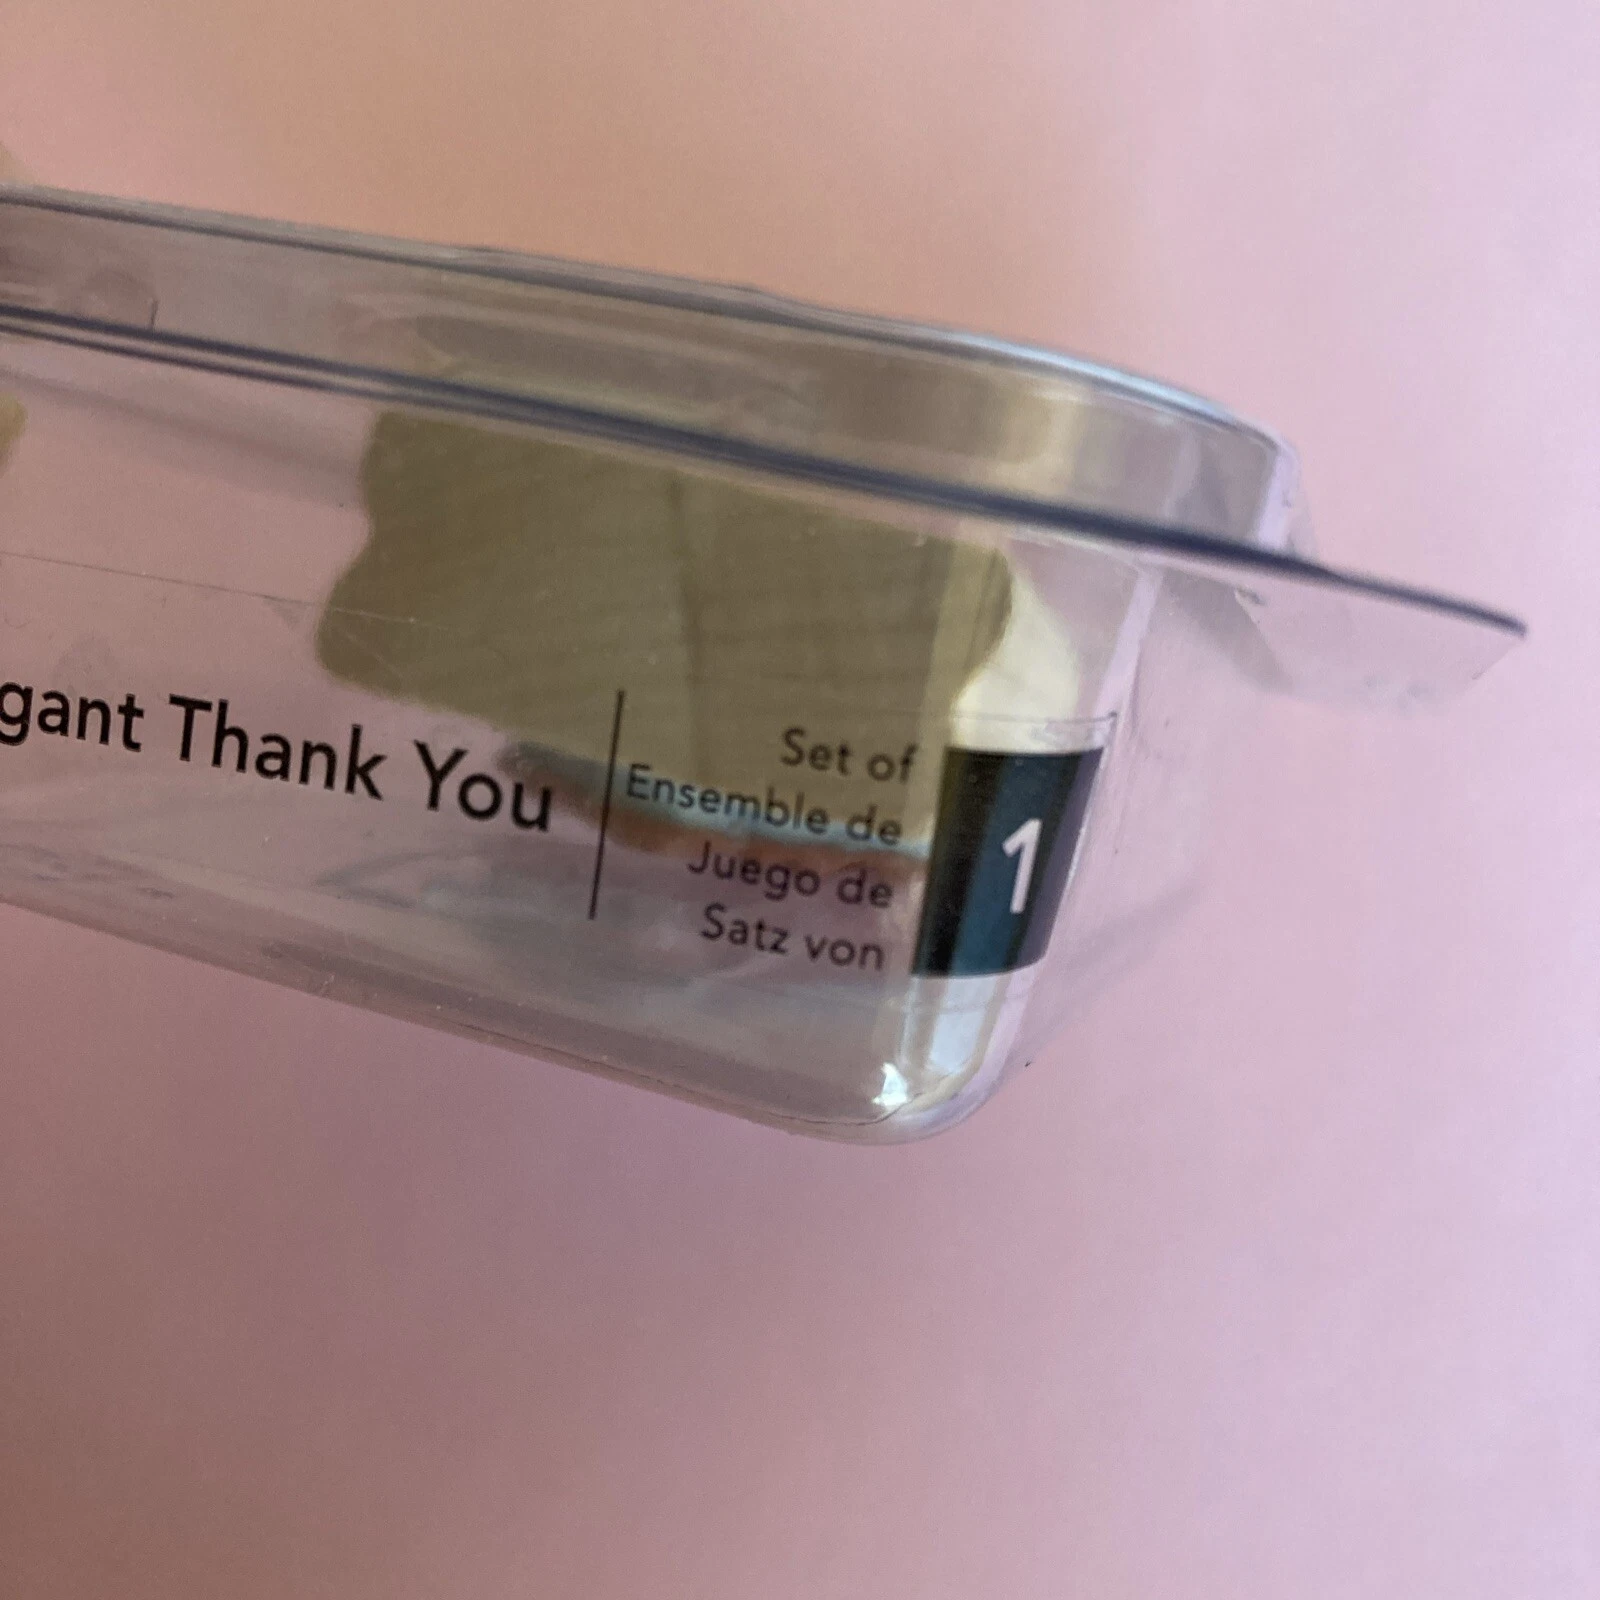 gant Thank You
Set of
Ensemble de
Juego de
Satz von
1